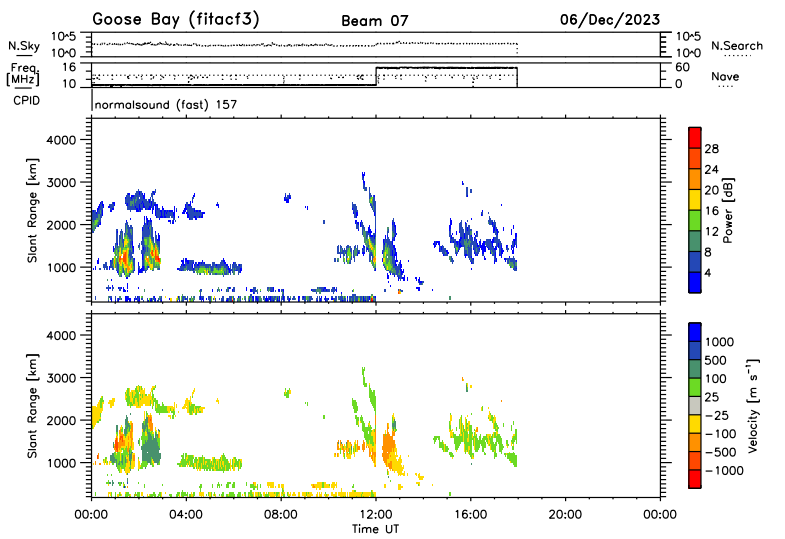 Goose Bay (fitacf3) Beam 07 06/Dec/2023
N.Sky 10^5 10^0 10^5 10^0 N.Search
Freq. [MHz] 16 10 60 0 Nave
CPID normalsound (fast) 157
Slant Range [km]
4000
3000
2000
1000
Power [dB]
28
24
20
16
12
8
4
Slant Range [km]
4000
3000
2000
1000
Velocity [m s⁻¹]
1000
500
100
25
-25
-100
-500
-1000
00:00 04:00 08:00 12:00 16:00 20:00 00:00
Time UT